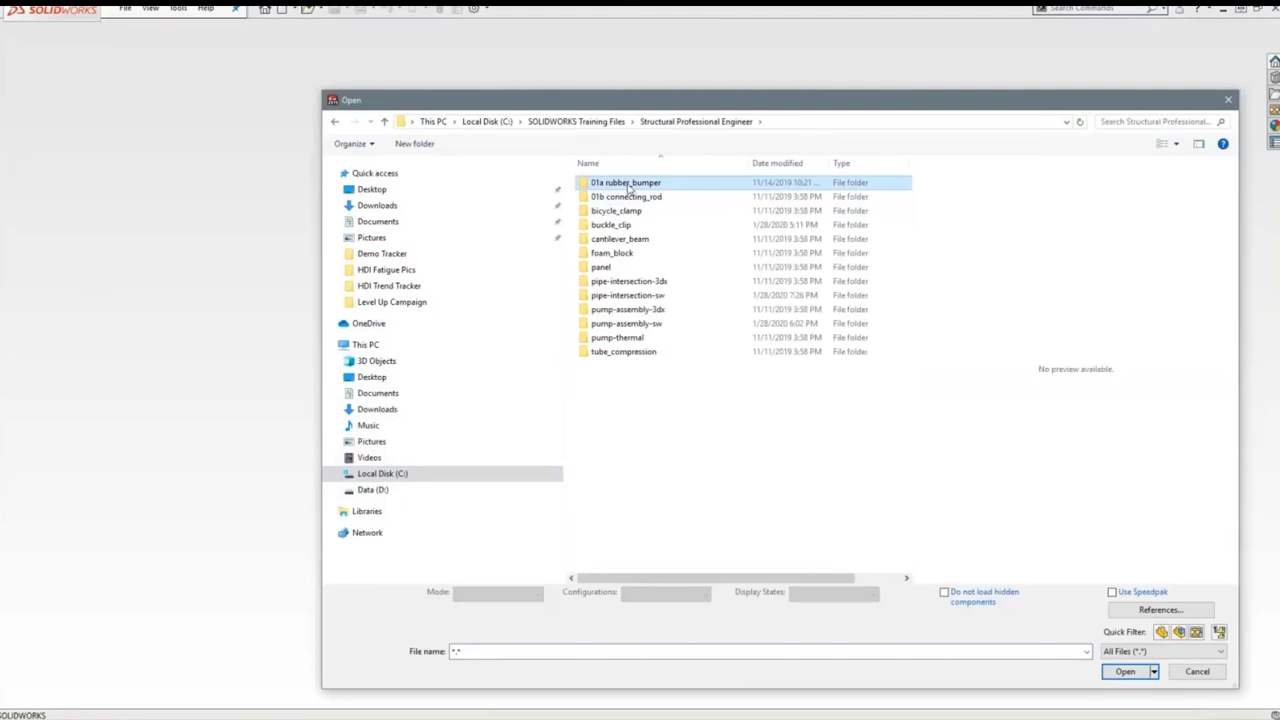 SOLIDWORKS File View Tools Help Search Commands
Open
This PC > Local Disk (C:) > SOLIDWORKS Training Files > Structural Professional Engineer > Search Structural Professional...
Organize New folder
Name Date modified Type
Quick access
Desktop
Downloads
Documents
Pictures
Demo Tracker
HDI Fatigue Pics
HDI Trend Tracker
Level Up Campaign
OneDrive
This PC
3D Objects
Desktop
Documents
Downloads
Music
Pictures
Videos
Local Disk (C:)
Data (D:)
Libraries
Network
01a rubber_bumper 11/14/2019 10:21 ... File folder
01b connecting_rod 11/11/2019 3:58 PM File folder
bicycle_clamp 11/11/2019 3:58 PM File folder
buckle_clip 1/28/2020 5:11 PM File folder
cantilever_beam 11/11/2019 3:58 PM File folder
foam_block 11/11/2019 3:58 PM File folder
panel 11/11/2019 3:58 PM File folder
pipe-intersection-3dx 11/11/2019 3:58 PM File folder
pipe-intersection-sw 1/28/2020 7:26 PM File folder
pump-assembly-3dx 11/11/2019 3:58 PM File folder
pump-assembly-sw 1/28/2020 6:02 PM File folder
pump-thermal 11/11/2019 3:58 PM File folder
tube_compression 11/11/2019 3:58 PM File folder
No preview available.
Mode: Configurations: Display States: Do not load hidden
components
Use Speedpak
References...
Quick Filter:
File name: *.* All Files (*.*)
Open Cancel
SOLIDWORKS